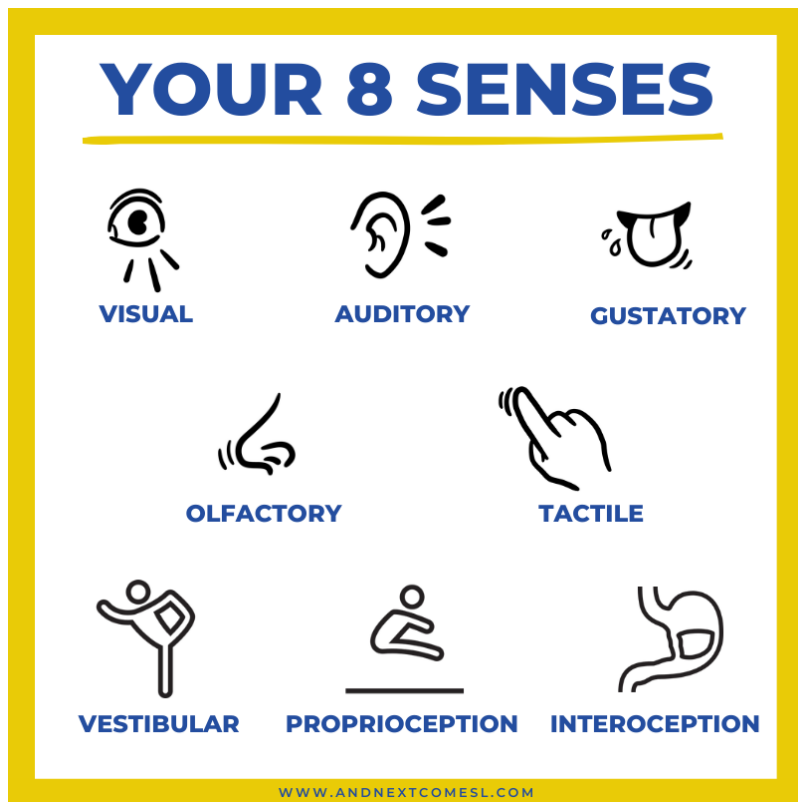 YOUR 8 SENSES
VISUAL
AUDITORY
GUSTATORY
OLFACTORY
TACTILE
VESTIBULAR
PROPRIOCEPTION
INTEROCEPTION
WWW.ANDNEXTCOMESL.COM